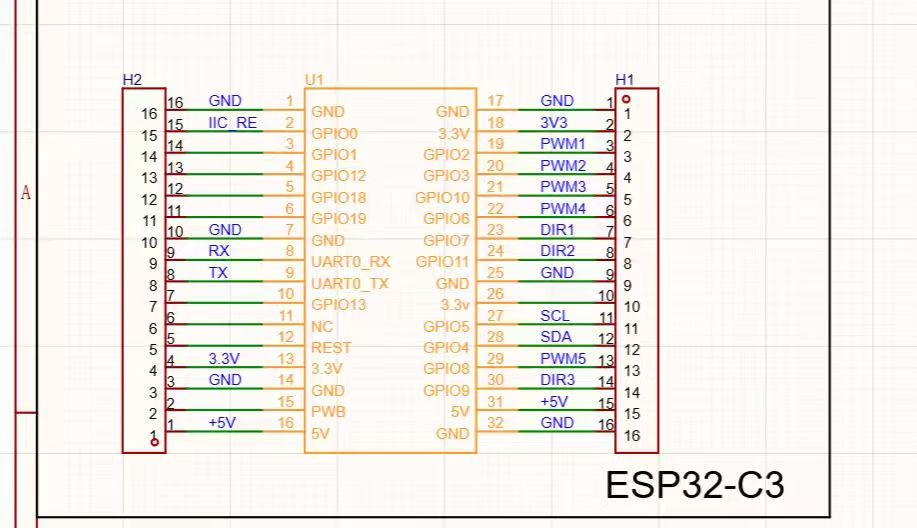 H2 U1 H1
16 16 GND 1 GND GND 17 GND 1 1
15 15 IIC_RE 2 GPIO0 3.3V 18 3V3 2 2
14 14 3 GPIO1 GPIO2 19 PWM1 3 3
13 13 4 GPIO12 GPIO3 20 PWM2 4 4
12 12 5 GPIO18 GPIO10 21 PWM3 5 5
11 11 6 GPIO19 GPIO6 22 PWM4 6 6
A
10 10 GND 7 GND GPIO7 23 DIR1 7 7
9 9 RX 8 UART0_RX GPIO11 24 DIR2 8 8
8 8 TX 9 UART0_TX GND 25 GND 9 9
7 7 10 GPIO13 3.3v 26 10 10
6 6 11 NC GPIO5 27 SCL 11 11
5 5 12 REST GPIO4 28 SDA 12 12
4 4 3.3V 13 3.3V GPIO8 29 PWM5 13 13
3 3 GND 14 GND GPIO9 30 DIR3 14 14
2 2 15 PWB 5V 31 +5V 15 15
1 1 +5V 16 5V GND 32 GND 16 16
ESP32-C3